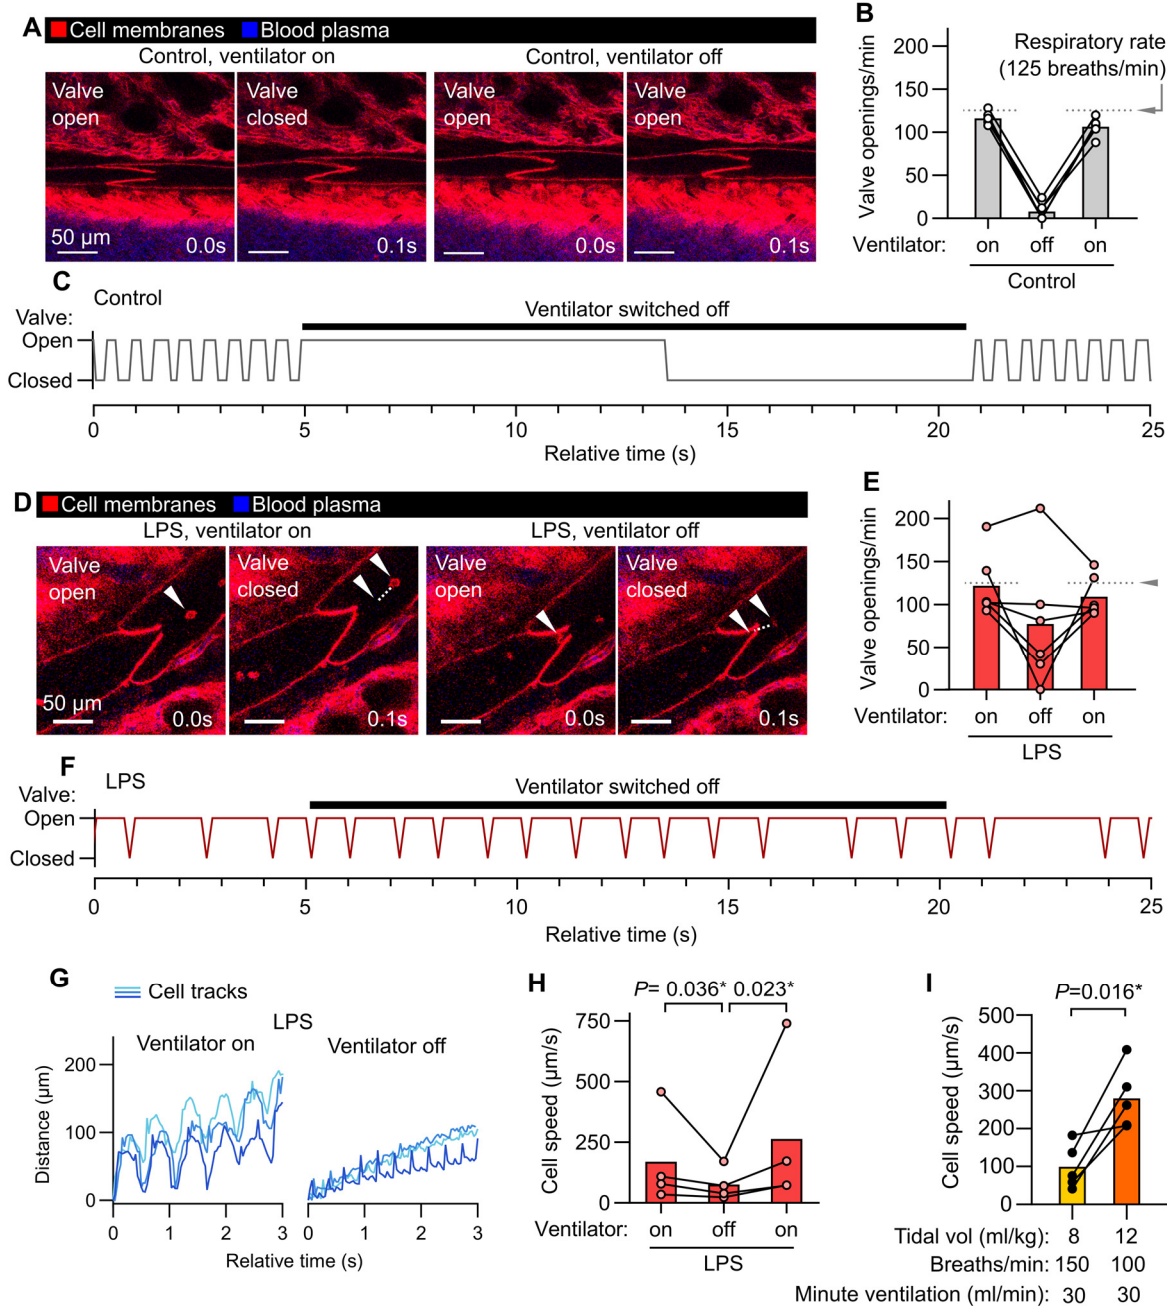 A
Cell membranes Blood plasma
Control, ventilator on
Control, ventilator off
Valve open
0.0s
50 µm
Valve closed
0.1s
Valve open
0.0s
Valve closed
0.1s
B
Valve openings/min
200
150
100
50
0
Respiratory rate
(125 breaths/min)
Ventilator: on off on
Control
C
Control
Ventilator switched off
Valve:
Open
Closed
0 5 10 15 20 25
Relative time (s)
D
Cell membranes Blood plasma
LPS, ventilator on
LPS, ventilator off
Valve open
50 µm
0.0s
Valve closed
0.1s
Valve open
0.0s
Valve closed
0.1s
E
Valve openings/min
200
150
100
50
0
Ventilator: on off on
LPS
F
LPS
Ventilator switched off
Valve:
Open
Closed
0 5 10 15 20 25
Relative time (s)
G
Cell tracks
LPS
Ventilator on
Ventilator off
Distance (µm)
200
100
0
0 1 2 3
0 1 2 3
Relative time (s)
H
P= 0.036* 0.023*
Cell speed (µm/s)
750
500
250
0
Ventilator: on off on
LPS
I
P=0.016*
Cell speed (µm/s)
500
400
300
200
100
0
Tidal vol (ml/kg): 8 12
Breaths/min: 150 100
Minute ventilation (ml/min): 30 30